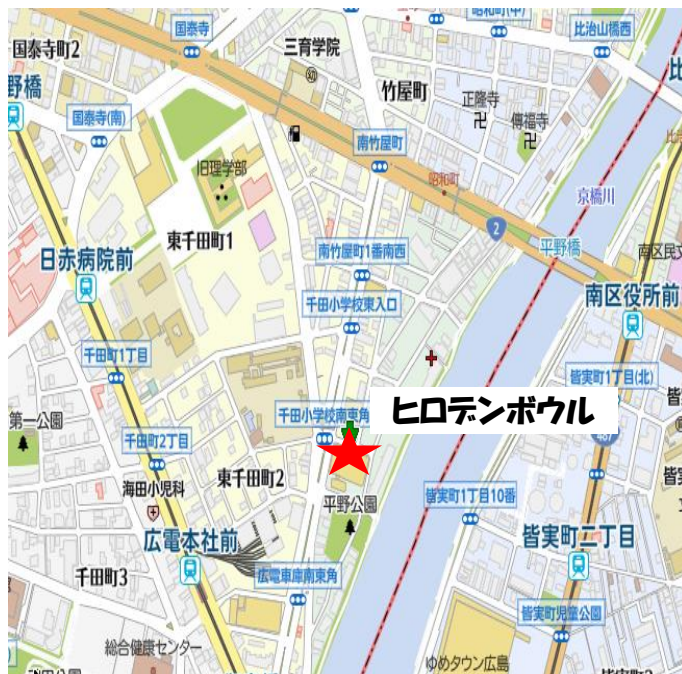 国泰寺
昭和町(中)
比治山橋西
国泰寺町2
三育学院
竹屋町
正隆寺
傳福寺
野橋
国泰寺(南)
南竹屋町
旧理学部
昭和町
京橋川
2
平野橋
東千田町1
南竹屋町1番南西
日赤病院前
南区民文
南区役所前
千田小学校東入口
千田町1丁目
皆実町1丁目(北)
ヒロデンボウル
第一公園
千田小学校南東角
千田町2丁目
487
東千田町2
海田小児科
平野公園
皆実町1丁目10番
広電本社前
皆実町二丁目
千田町3
広電車庫南東角
皆実町児童公園
総合健康センター
ゆめタウン広島